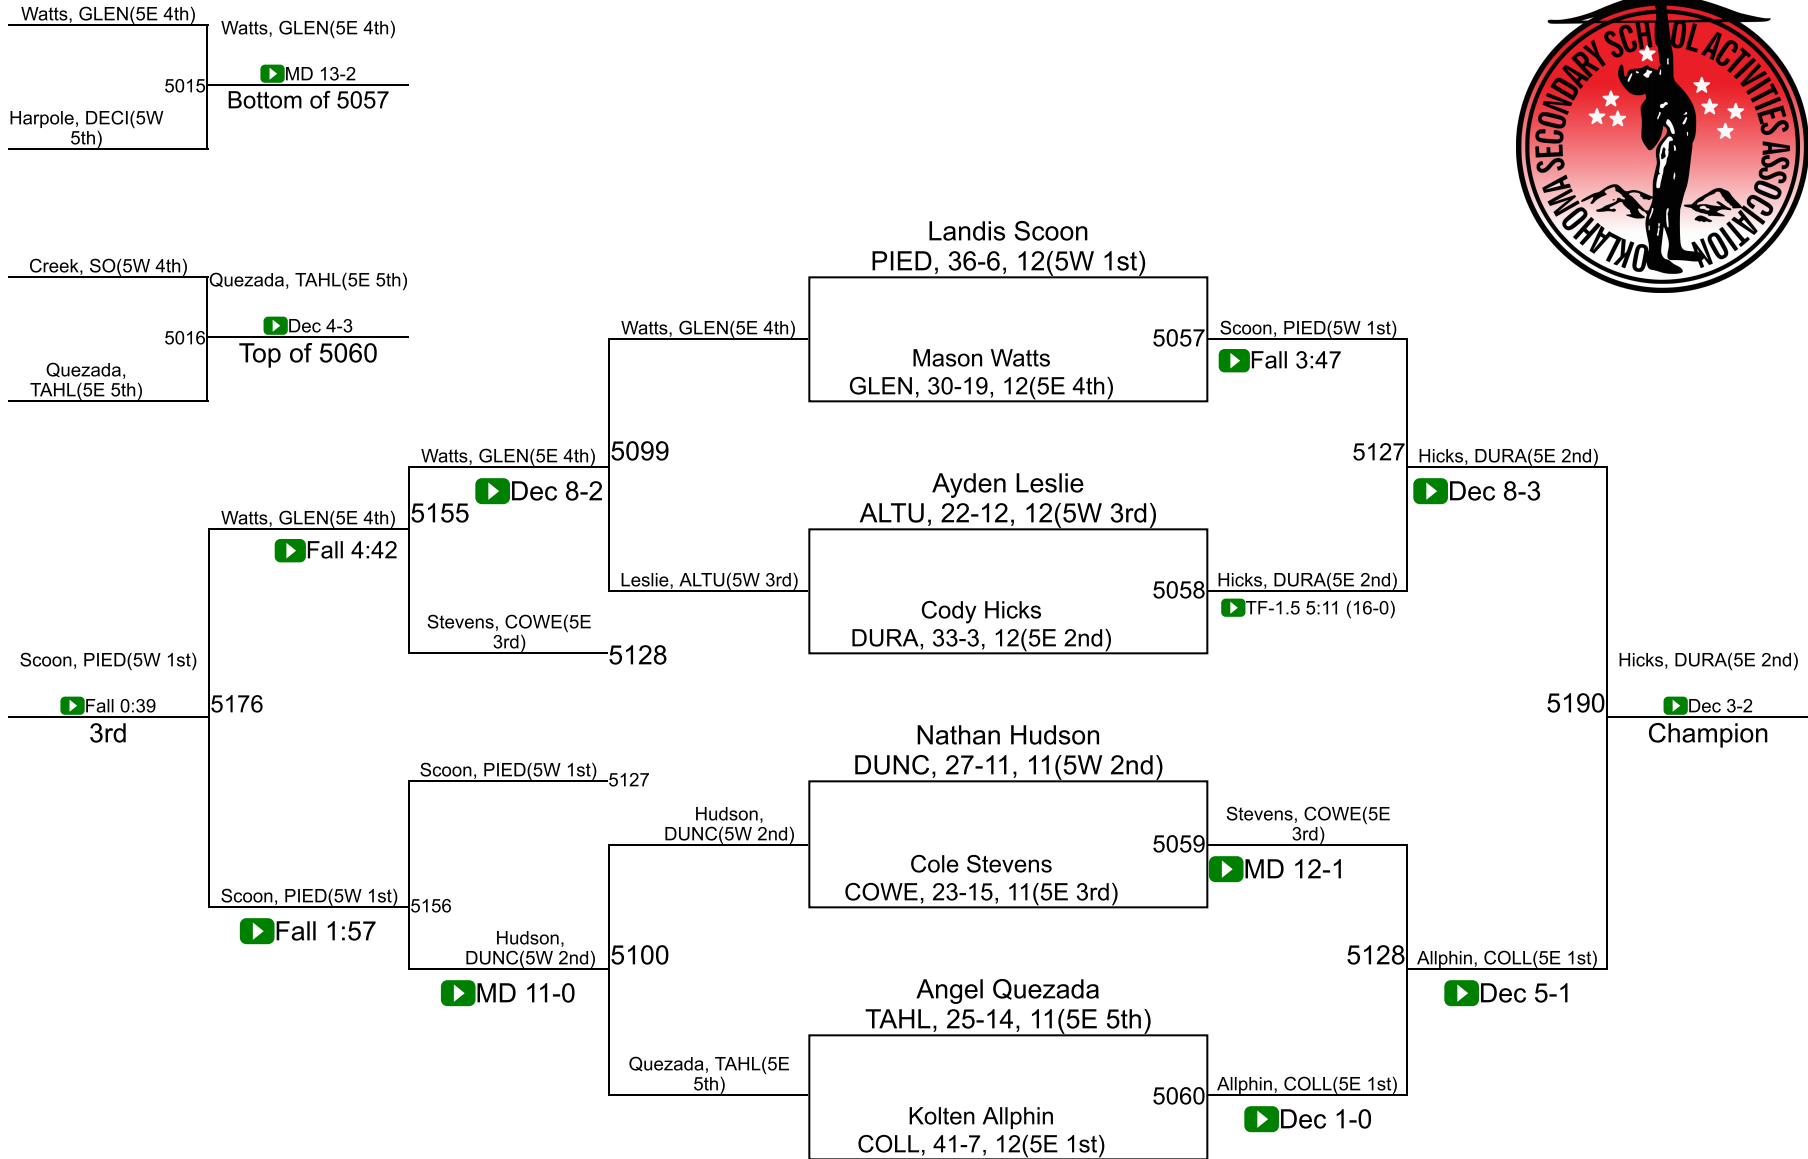 Watts, GLEN(5E 4th)
Watts, GLEN(5E 4th)
5015
MD 13-2
Bottom of 5057
Harpole, DECI(5W
5th)
OKLAHOMA SECONDARY SCHOOL ACTIVITIES ASSOCIATION
Creek, SO(5W 4th)
Quezada, TAHL(5E 5th)
5016
Dec 4-3
Top of 5060
Quezada,
TAHL(5E 5th)
Landis Scoon
PIED, 36-6, 12(5W 1st)
Watts, GLEN(5E 4th)
5057
Scoon, PIED(5W 1st)
Fall 3:47
Mason Watts
GLEN, 30-19, 12(5E 4th)
Watts, GLEN(5E 4th)
5099
Dec 8-2
5127
Hicks, DURA(5E 2nd)
Dec 8-3
Ayden Leslie
ALTU, 22-12, 12(5W 3rd)
Watts, GLEN(5E 4th)
5155
Fall 4:42
Leslie, ALTU(5W 3rd)
5058
Hicks, DURA(5E 2nd)
TF-1.5 5:11 (16-0)
Cody Hicks
DURA, 33-3, 12(5E 2nd)
Stevens, COWE(5E
3rd)
5128
Scoon, PIED(5W 1st)
Fall 0:39
3rd
5176
5190
Hicks, DURA(5E 2nd)
Dec 3-2
Champion
Nathan Hudson
DUNC, 27-11, 11(5W 2nd)
Scoon, PIED(5W 1st)
5127
Hudson,
DUNC(5W 2nd)
5059
Stevens, COWE(5E
3rd)
MD 12-1
Cole Stevens
COWE, 23-15, 11(5E 3rd)
Scoon, PIED(5W 1st)
5156
Fall 1:57
Hudson,
DUNC(5W 2nd)
5100
MD 11-0
5128
Allphin, COLL(5E 1st)
Dec 5-1
Angel Quezada
TAHL, 25-14, 11(5E 5th)
Quezada, TAHL(5E
5th)
5060
Allphin, COLL(5E 1st)
Dec 1-0
Kolten Allphin
COLL, 41-7, 12(5E 1st)